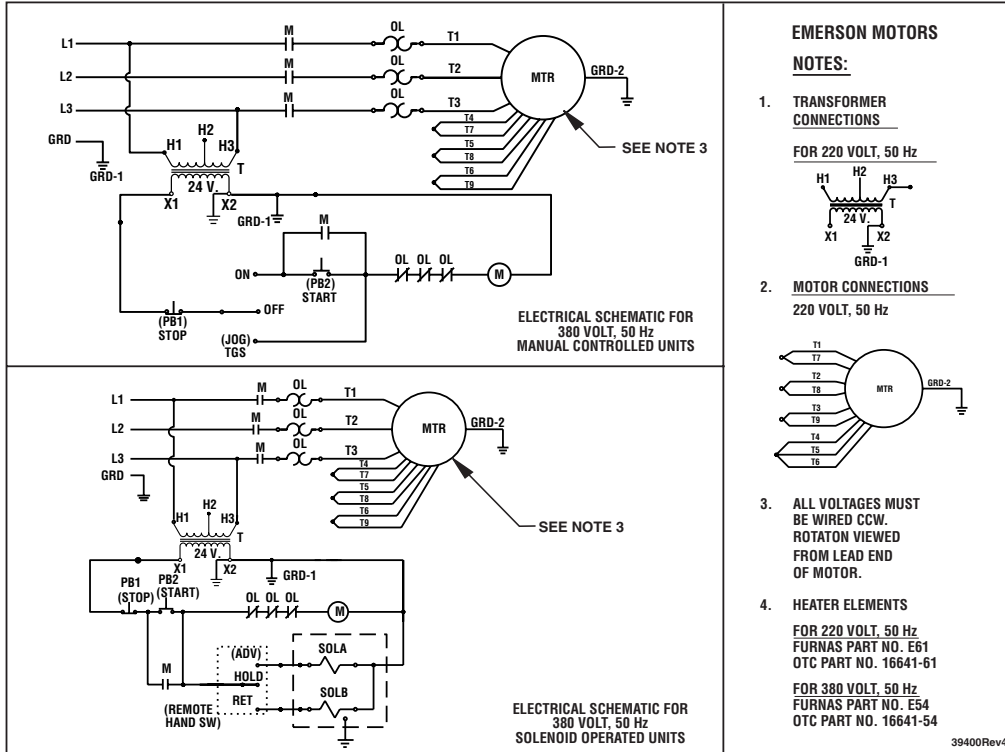 L1
M
OL
T1
L2
M
OL
T2
MTR
GRD-2
L3
M
OL
T3
GRD
GRD-1
T4
T7
T5
T8
T6
T9
SEE NOTE 3
H1
H2
H3
T
24 V.
X1
X2
GRD-1
M
ON
(PB2)
START
OL OL OL
M
(PB1)
STOP
OFF
(JOG)
TGS
ELECTRICAL SCHEMATIC FOR
380 VOLT, 50 Hz
MANUAL CONTROLLED UNITS
L1
M
OL
T1
L2
M
OL
T2
MTR
GRD-2
L3
M
OL
T3
GRD
T4
T7
T5
T8
T6
T9
SEE NOTE 3
H1
H2
H3
T
24 V.
X1
X2
GRD-1
PB1
(STOP)
PB2
(START)
OL OL OL
M
M
(ADV)
HOLD
RET
(REMOTE
HAND SW)
SOLA
SOLB
ELECTRICAL SCHEMATIC FOR
380 VOLT, 50 Hz
SOLENOID OPERATED UNITS
EMERSON MOTORS
NOTES:
1. TRANSFORMER
CONNECTIONS
FOR 220 VOLT, 50 Hz
H1
H2
H3
T
24 V.
X1
X2
GRD-1
2. MOTOR CONNECTIONS
220 VOLT, 50 Hz
T1
T7
T2
T8
T3
T9
T4
T5
T6
MTR
GRD-2
3. ALL VOLTAGES MUST
BE WIRED CCW.
ROTATON VIEWED
FROM LEAD END
OF MOTOR.
4. HEATER ELEMENTS
FOR 220 VOLT, 50 Hz
FURNAS PART NO. E61
OTC PART NO. 16641-61
FOR 380 VOLT, 50 Hz
FURNAS PART NO. E54
OTC PART NO. 16641-54
39400Rev4